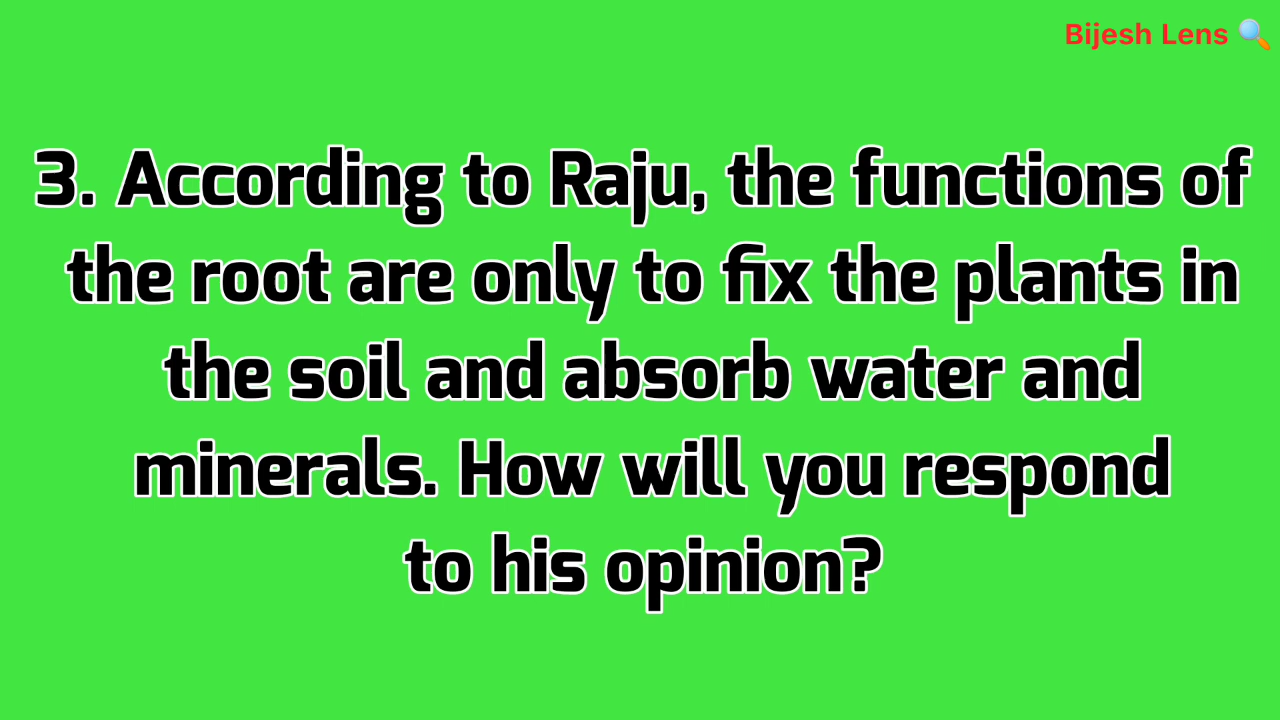 Bijesh Lens 🔍
3. According to Raju, the functions of
the root are only to fix the plants in
the soil and absorb water and
minerals. How will you respond
to his opinion?